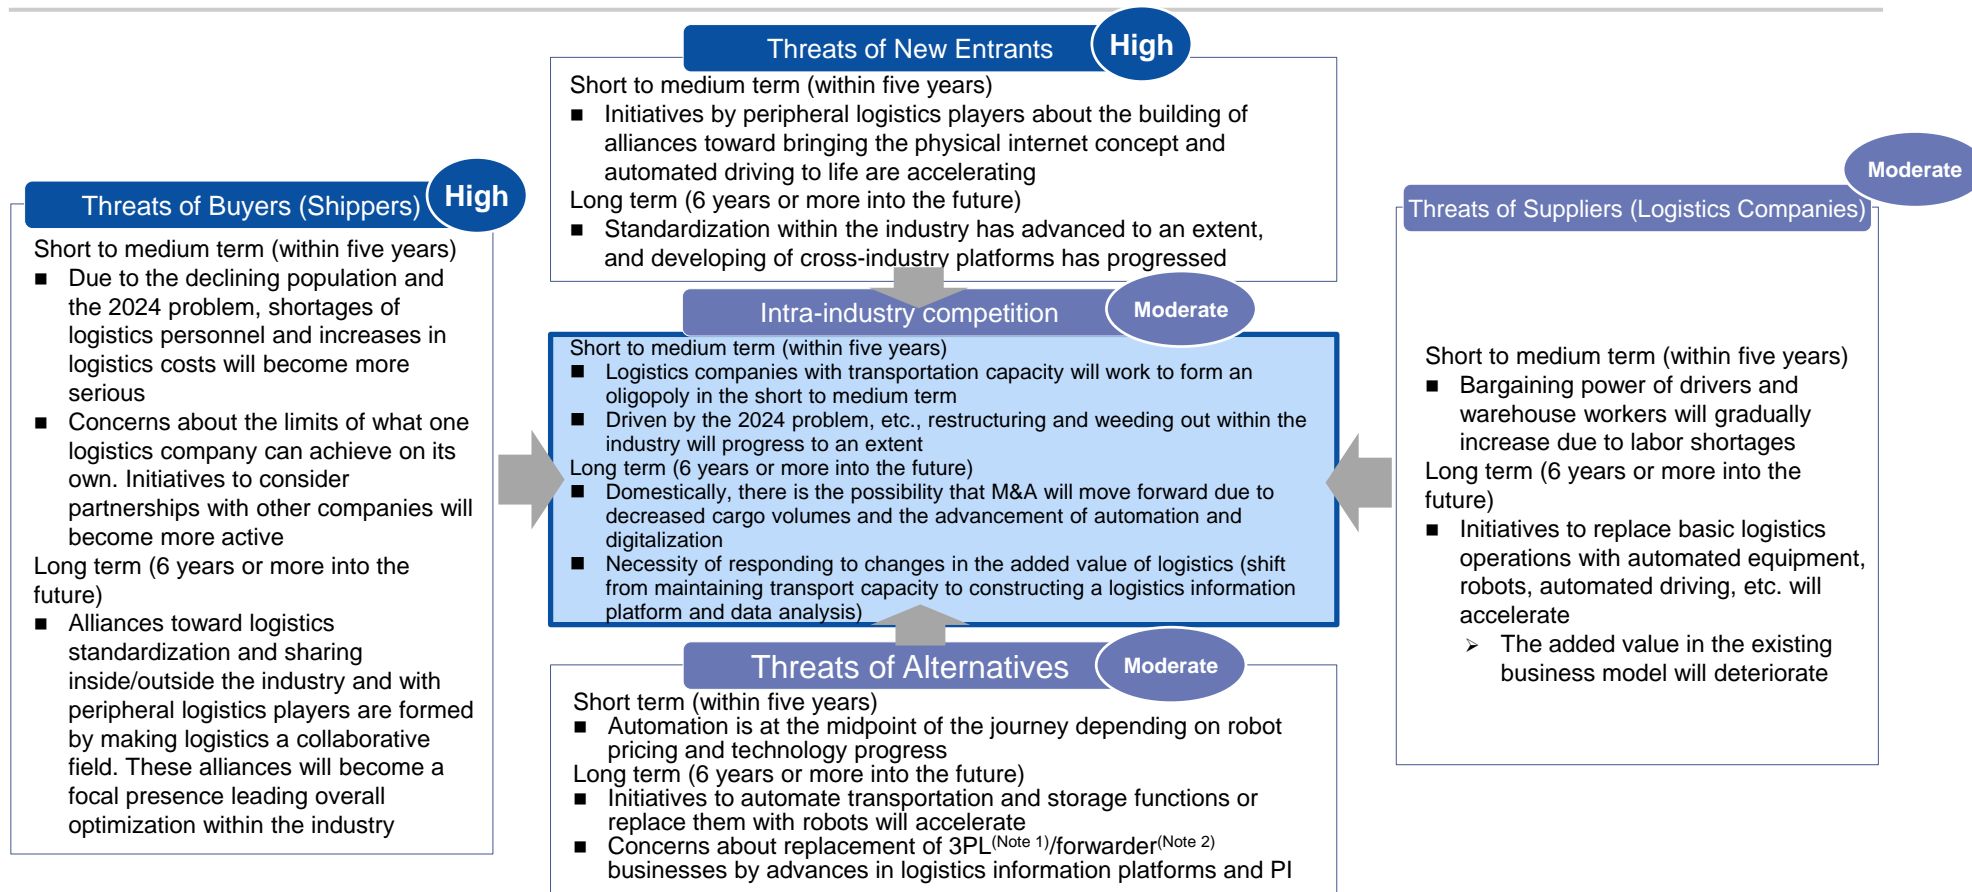 Threats of New Entrants
High
Short to medium term (within five years)
■ Initiatives by peripheral logistics players about the building of
alliances toward bringing the physical internet concept and
automated driving to life are accelerating
Long term (6 years or more into the future)
■ Standardization within the industry has advanced to an extent,
and developing of cross-industry platforms has progressed
Threats of Buyers (Shippers)
High
Short to medium term (within five years)
■ Due to the declining population and
the 2024 problem, shortages of
logistics personnel and increases in
logistics costs will become more
serious
■ Concerns about the limits of what one
logistics company can achieve on its
own. Initiatives to consider
partnerships with other companies will
become more active
Long term (6 years or more into the
future)
■ Alliances toward logistics
standardization and sharing
inside/outside the industry and with
peripheral logistics players are formed
by making logistics a collaborative
field. These alliances will become a
focal presence leading overall
optimization within the industry
Intra-industry competition
Moderate
Short to medium term (within five years)
■ Logistics companies with transportation capacity will work to form an
oligopoly in the short to medium term
■ Driven by the 2024 problem, etc., restructuring and weeding out within the
industry will progress to an extent
Long term (6 years or more into the future)
■ Domestically, there is the possibility that M&A will move forward due to
decreased cargo volumes and the advancement of automation and
digitalization
■ Necessity of responding to changes in the added value of logistics (shift
from maintaining transport capacity to constructing a logistics information
platform and data analysis)
Threats of Suppliers (Logistics Companies)
Moderate
Short to medium term (within five years)
■ Bargaining power of drivers and
warehouse workers will gradually
increase due to labor shortages
Long term (6 years or more into the
future)
■ Initiatives to replace basic logistics
operations with automated equipment,
robots, automated driving, etc. will
accelerate
➢ The added value in the existing
business model will deteriorate
Threats of Alternatives
Moderate
Short term (within five years)
■ Automation is at the midpoint of the journey depending on robot
pricing and technology progress
Long term (6 years or more into the future)
■ Initiatives to automate transportation and storage functions or
replace them with robots will accelerate
■ Concerns about replacement of 3PL(Note 1)/forwarder(Note 2)
businesses by advances in logistics information platforms and PI